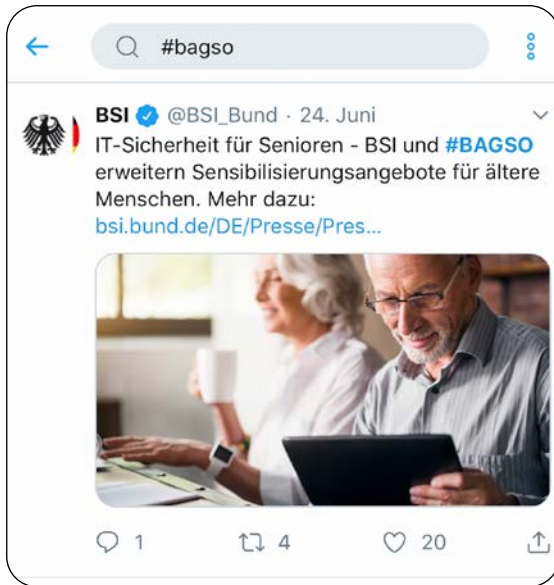 #bagso
BSI @BSI_Bund · 24. Juni
IT-Sicherheit für Senioren - BSI und #BAGSO
erweitern Sensibilisierungsangebote für ältere
Menschen. Mehr dazu:
bsi.bund.de/DE/Presse/Pres...
1 4 20